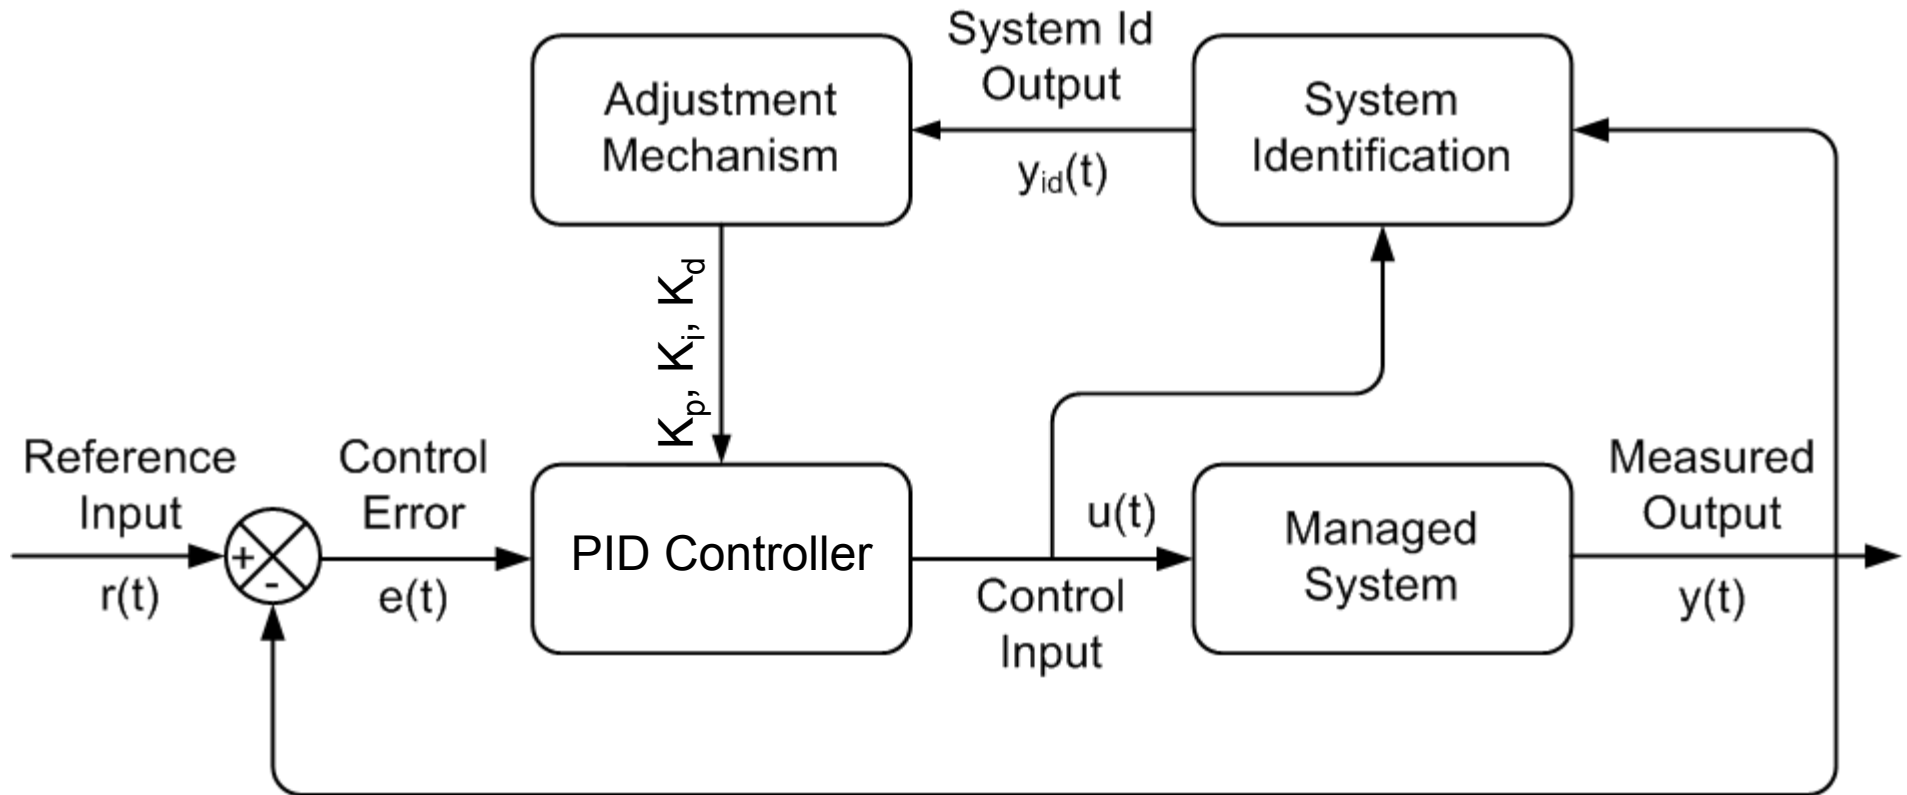 System Id
Output
Adjustment
Mechanism
System
Identification
yid(t)
Kp, Ki, Kd
Reference
Input
Control
Error
Measured
Output
u(t)
PID Controller
Managed
System
+
-
r(t)
e(t)
Control
Input
y(t)